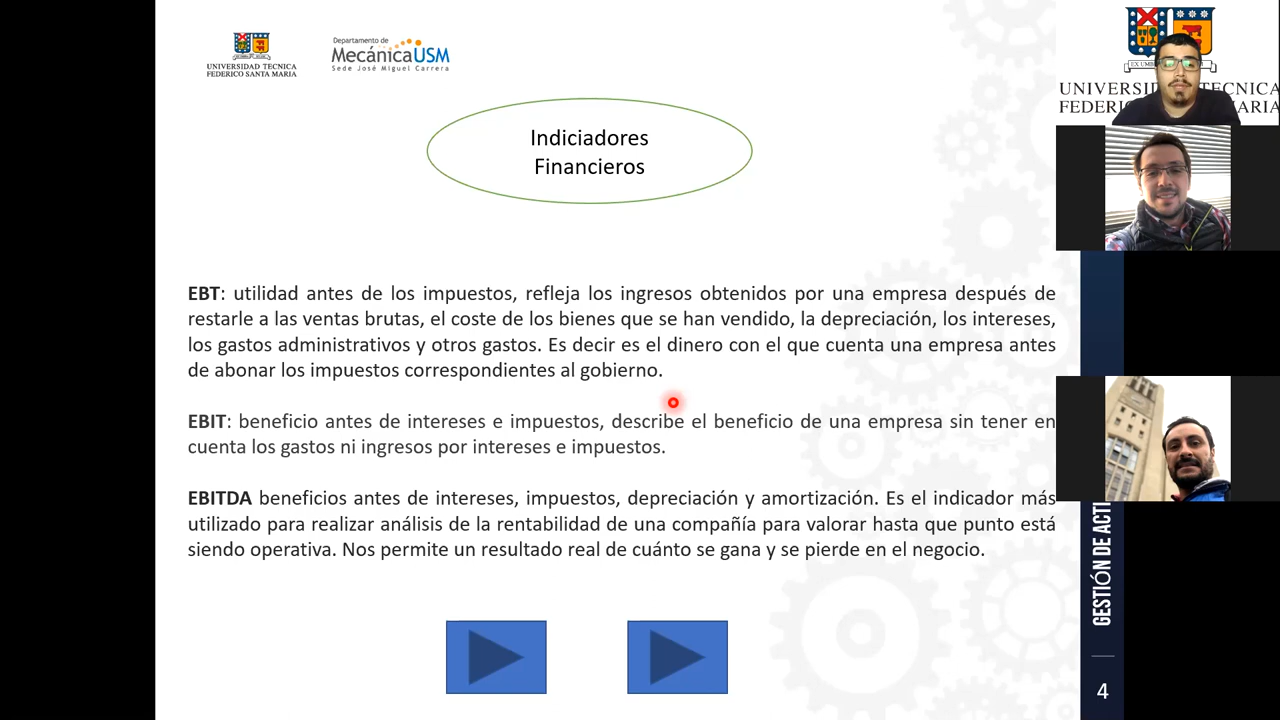 UNIVERSIDAD TECNICA
FEDERICO SANTA MARIA
Departamento de
MecánicaUSM
Sede José Miguel Carrera
Indiciadores
Financieros
EBT: utilidad antes de los impuestos, refleja los ingresos obtenidos por una empresa después de
restarle a las ventas brutas, el coste de los bienes que se han vendido, la depreciación, los intereses,
los gastos administrativos y otros gastos. Es decir es el dinero con el que cuenta una empresa antes
de abonar los impuestos correspondientes al gobierno.
EBIT: beneficio antes de intereses e impuestos, describe el beneficio de una empresa sin tener en
cuenta los gastos ni ingresos por intereses e impuestos.
EBITDA beneficios antes de intereses, impuestos, depreciación y amortización. Es el indicador más
utilizado para realizar análisis de la rentabilidad de una compañía para valorar hasta que punto está
siendo operativa. Nos permite un resultado real de cuánto se gana y se pierde en el negocio.
GESTIÓN DE ACTI
4
EX UMB
UNIVERS TECNICA
FEDERI ARIA